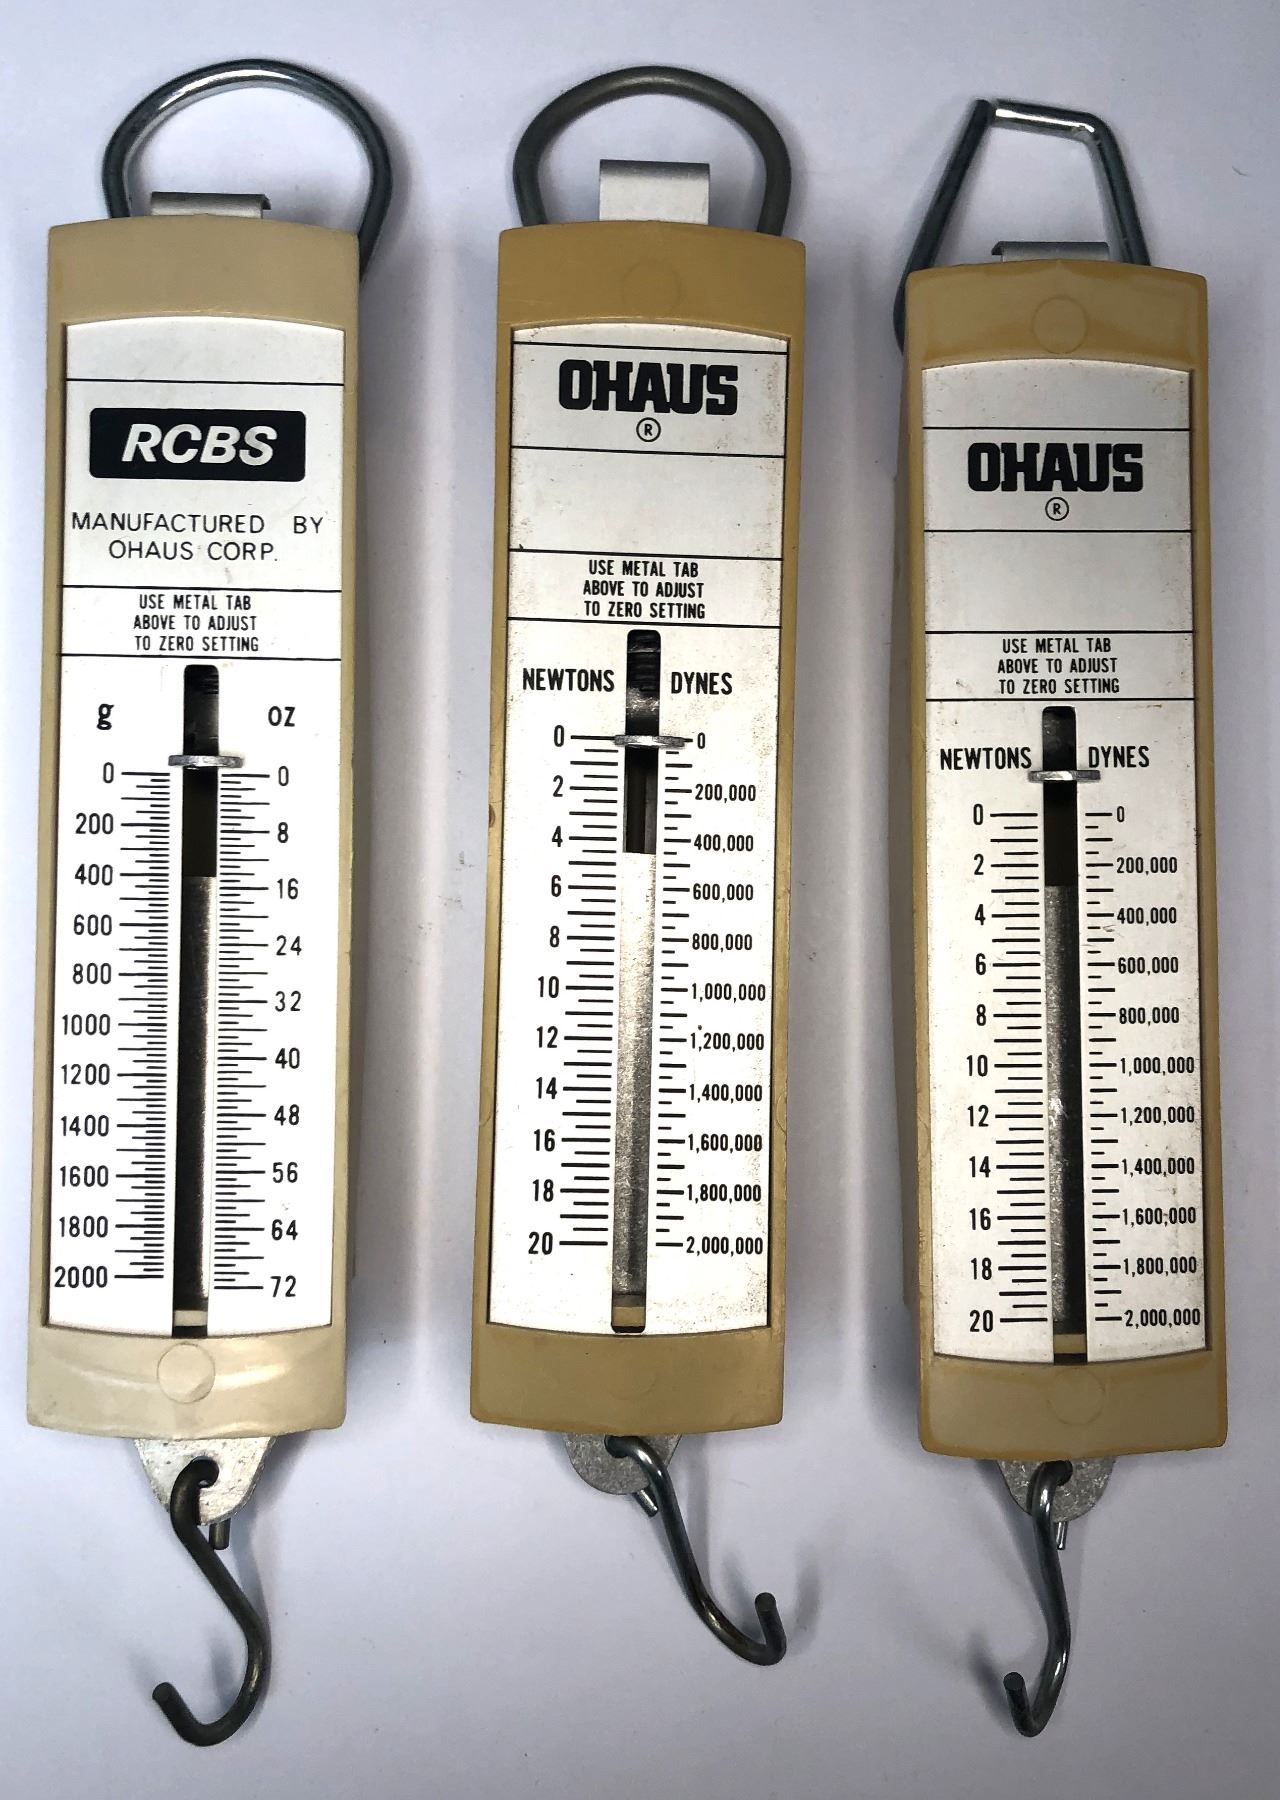 RCBS
MANUFACTURED BY
OHAUS CORP.
USE METAL TAB
ABOVE TO ADJUST
TO ZERO SETTING
g oz
0 0
200 8
400 16
600 24
800 32
1000 40
1200 48
1400 56
1600 64
1800 72
2000
OHAUS
®
USE METAL TAB
ABOVE TO ADJUST
TO ZERO SETTING
NEWTONS DYNES
0 0
2 200,000
4 400,000
6 600,000
8 800,000
10 1,000,000
12 1,200,000
14 1,400,000
16 1,600,000
18 1,800,000
20 2,000,000
OHAUS
®
USE METAL TAB
ABOVE TO ADJUST
TO ZERO SETTING
NEWTONS DYNES
0 0
2 200,000
4 400,000
6 600,000
8 800,000
10 1,000,000
12 1,200,000
14 1,400,000
16 1,600,000
18 1,800,000
20 2,000,000